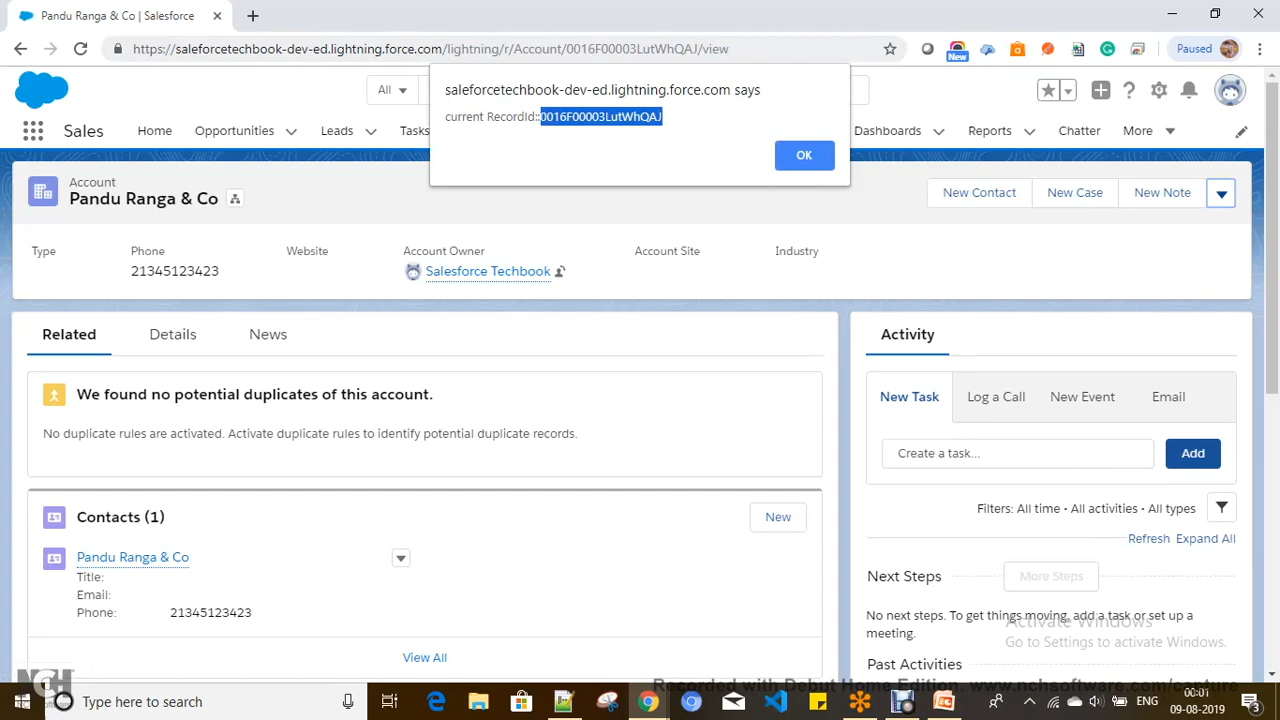 Pandu Ranga & Co | Salesforce
https://saleforcetechbook-dev-ed.lightning.force.com/lightning/r/Account/0016F00003LutWhQAJ/view
New
Paused
All
saleforcetechbook-dev-ed.lightning.force.com says
current RecordId::0016F00003LutWhQAJ
OK
Sales
Home
Opportunities
Leads
Tasks
Dashboards
Reports
Chatter
More
Account
Pandu Ranga & Co
New Contact
New Case
New Note
Type
Phone
Website
Account Owner
Account Site
Industry
21345123423
Salesforce Techbook
Related
Details
News
Activity
We found no potential duplicates of this account.
No duplicate rules are activated. Activate duplicate rules to identify potential duplicate records.
New Task
Log a Call
New Event
Email
Create a task...
Add
Contacts (1)
New
Filters: All time • All activities • All types
Refresh Expand All
Pandu Ranga & Co
Title:
Email:
Phone: 21345123423
View All
Next Steps
More Steps
No next steps. To get things moving, add a task or set up a
meeting.
Past Activities
Activate Windows
Go to Settings to activate Windows.
NCH
Recorded with Debut Home Edition. www.nchsoftware.com/capture
Type here to search
00:01
09-08-2019
3